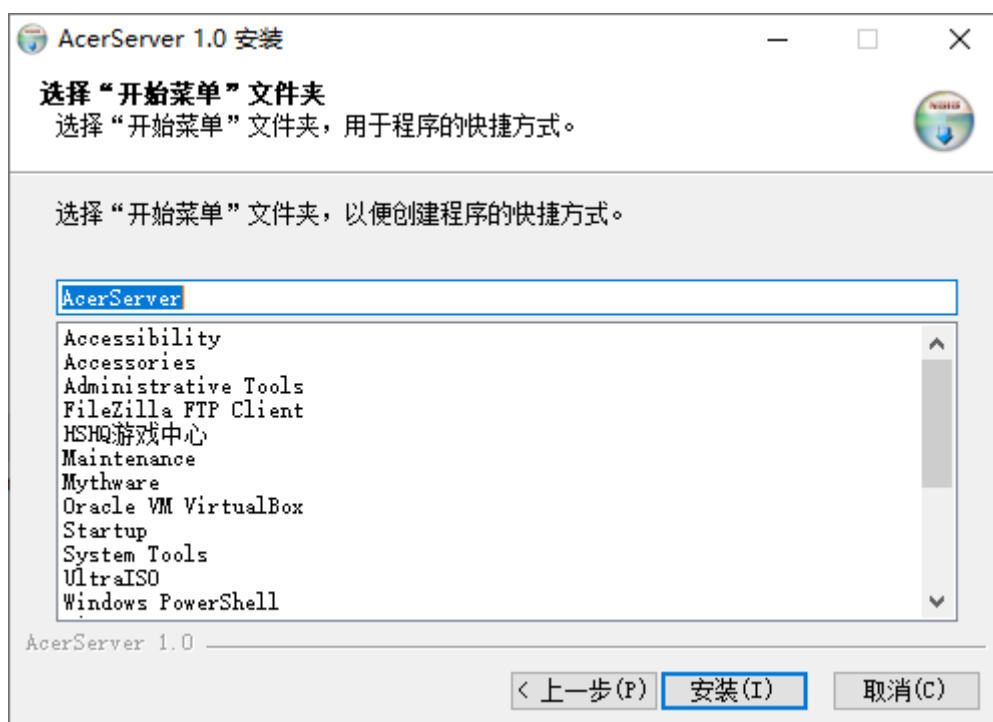 AcerServer 1.0 安装
选择“开始菜单”文件夹
选择“开始菜单”文件夹，用于程序的快捷方式。
选择“开始菜单”文件夹，以便创建程序的快捷方式。
AcerServer
Accessibility
Accessories
Administrative Tools
FileZilla FTP Client
HSHQ游戏中心
Maintenance
Mythware
Oracle VM VirtualBox
Startup
System Tools
UltraISO
Windows PowerShell
AcerServer 1.0
< 上一步(P)
安装(I)
取消(C)